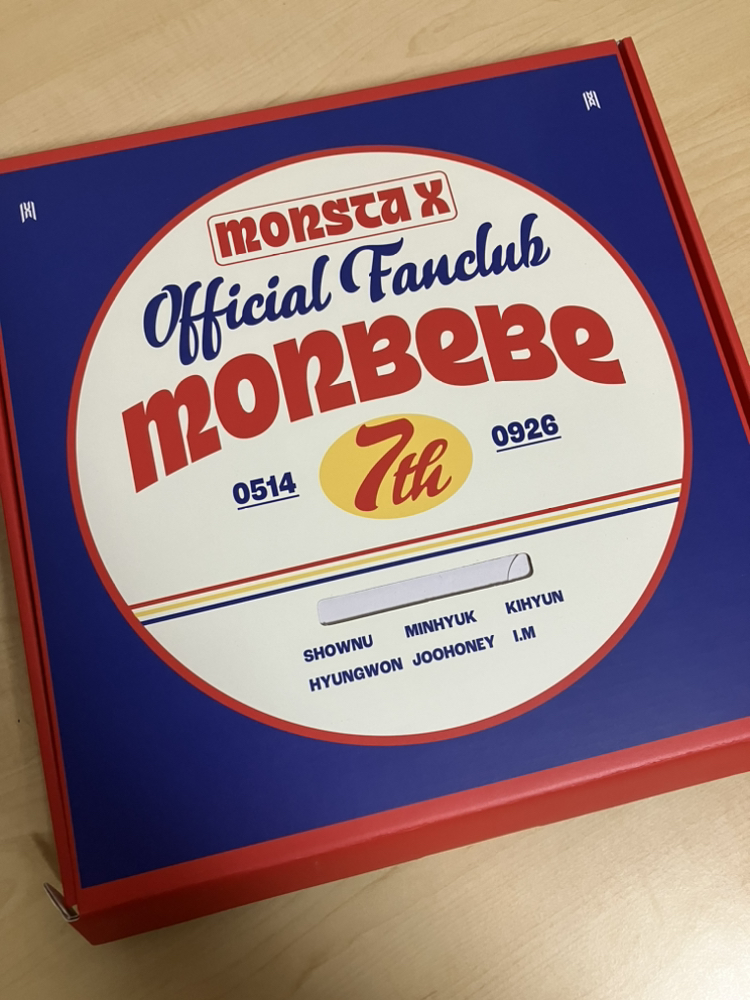 MONSTA X
Official Fanclub
MONBEBE
0514 7th 0926
SHOWNU MINHYUK KIHYUN
HYUNGWON JOOHONEY I.M